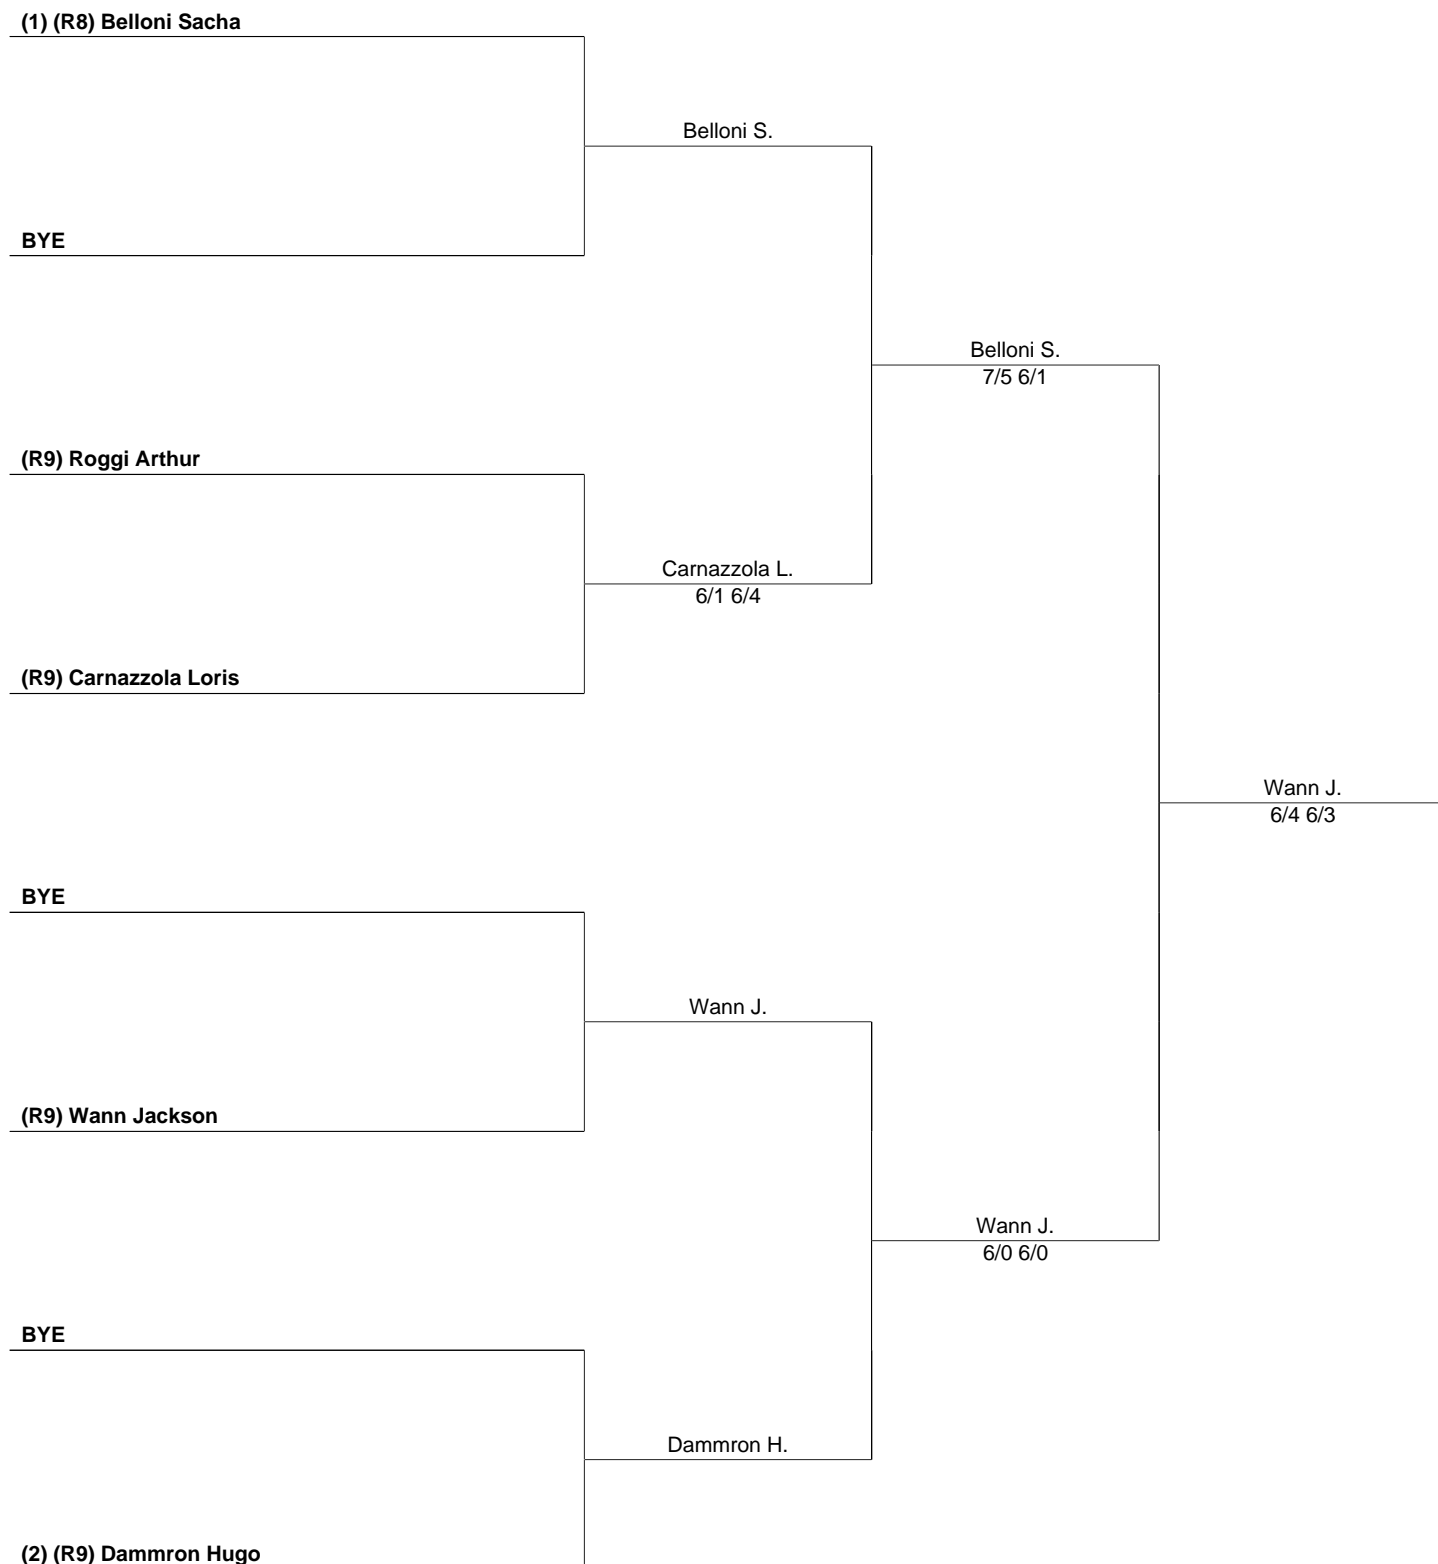 (1) (R8) Belloni Sacha
Belloni S.
BYE
Belloni S.
7/5 6/1
(R9) Roggi Arthur
Carnazzola L.
6/1 6/4
(R9) Carnazzola Loris
Wann J.
6/4 6/3
BYE
Wann J.
(R9) Wann Jackson
Wann J.
6/0 6/0
BYE
Dammron H.
(2) (R9) Dammron Hugo